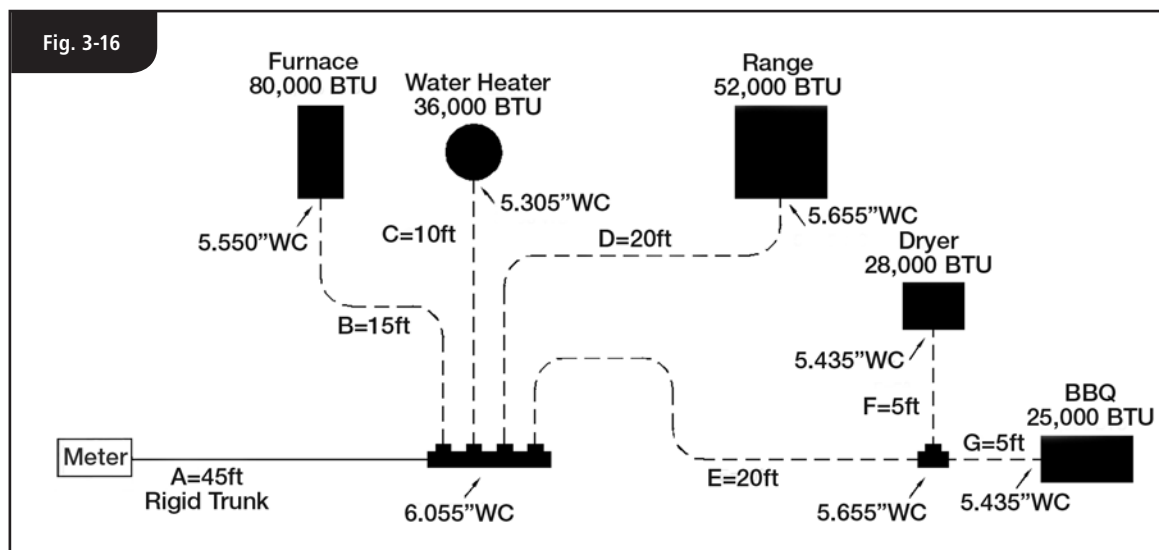 Fig. 3-16
Furnace
80,000 BTU
Water Heater
36,000 BTU
Range
52,000 BTU
5.550”WC
5.305”WC
C=10ft
D=20ft
5.655”WC
Dryer
28,000 BTU
B=15ft
5.435”WC
F=5ft
BBQ
25,000 BTU
Meter
A=45ft
Rigid Trunk
6.055”WC
E=20ft
G=5ft
5.655”WC
5.435”WC